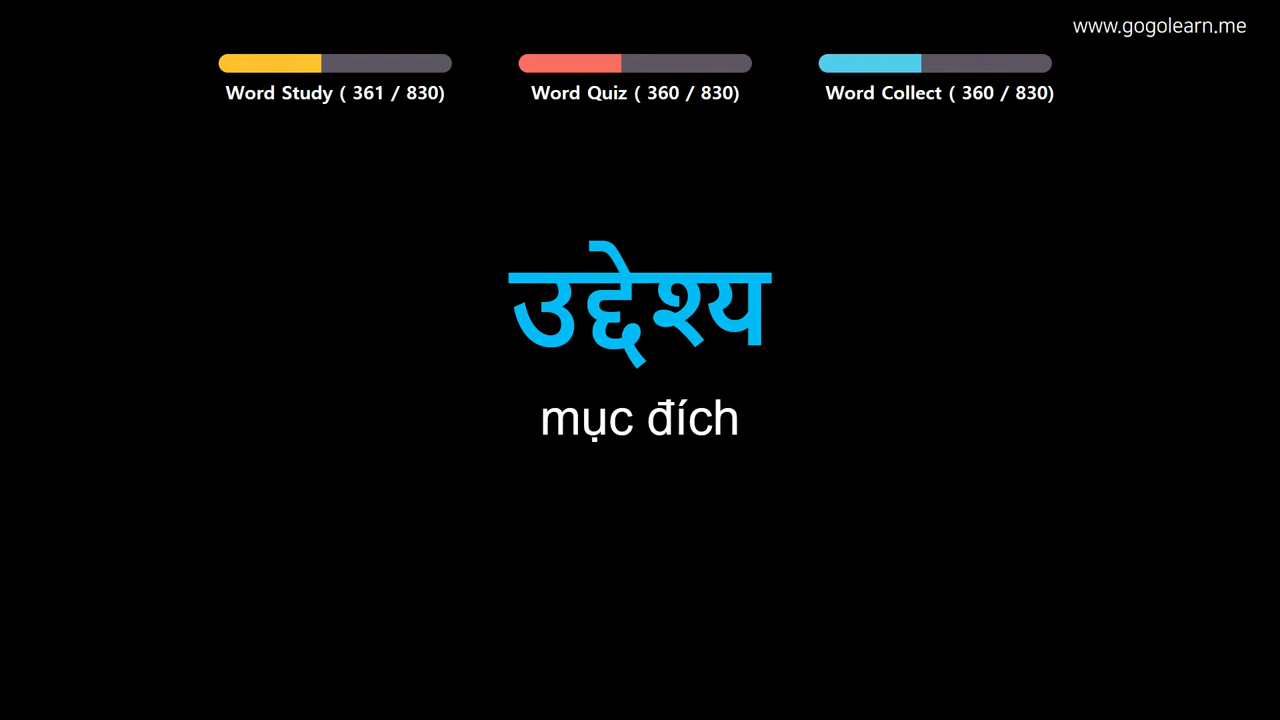 www.gogolearn.me
Word Study ( 361 / 830)
Word Quiz ( 360 / 830)
Word Collect ( 360 / 830)
उद्देश्य
mục đích